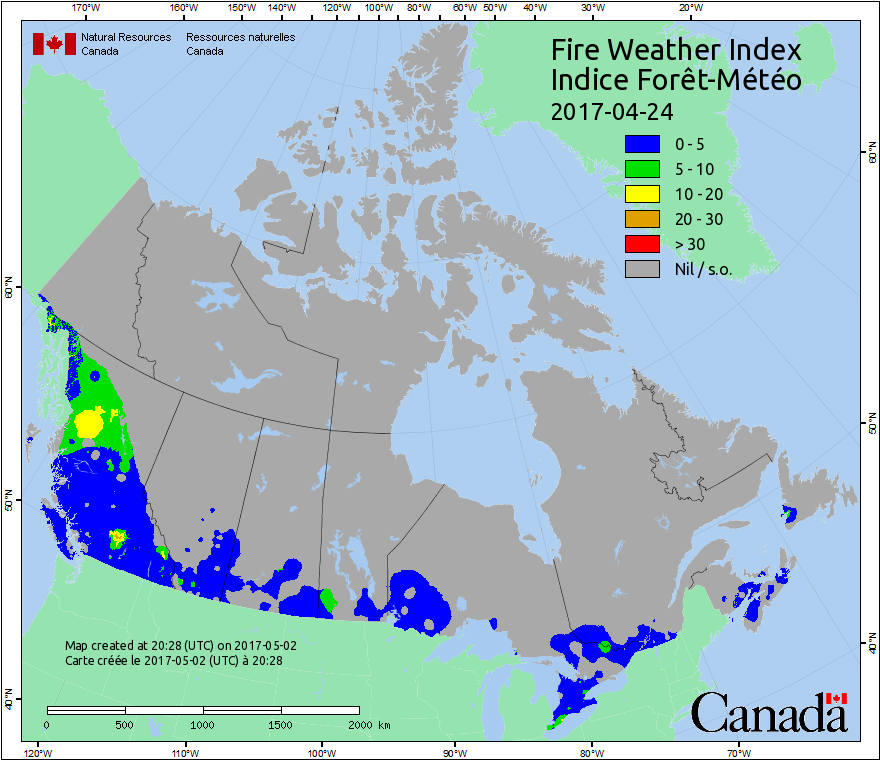 170°W 160°W 150°W 140°W 130°W 120°W 110°W 100°W 90°W 80°W 70°W 60°W 50°W 40°W 30°W 20°W
Natural Resources Canada
Ressources naturelles Canada
Fire Weather Index
Indice Forêt-Météo
2017-04-24
0 - 5
5 - 10
10 - 20
20 - 30
> 30
Nil / s.o.
60°N
50°N
40°N
60°N
50°N
40°N
Map created at 20:28 (UTC) on 2017-05-02
Carte créée le 2017-05-02 (UTC) à 20:28
0 500 1000 1500 2000 km
Canada
120°W 110°W 100°W 90°W 80°W 70°W